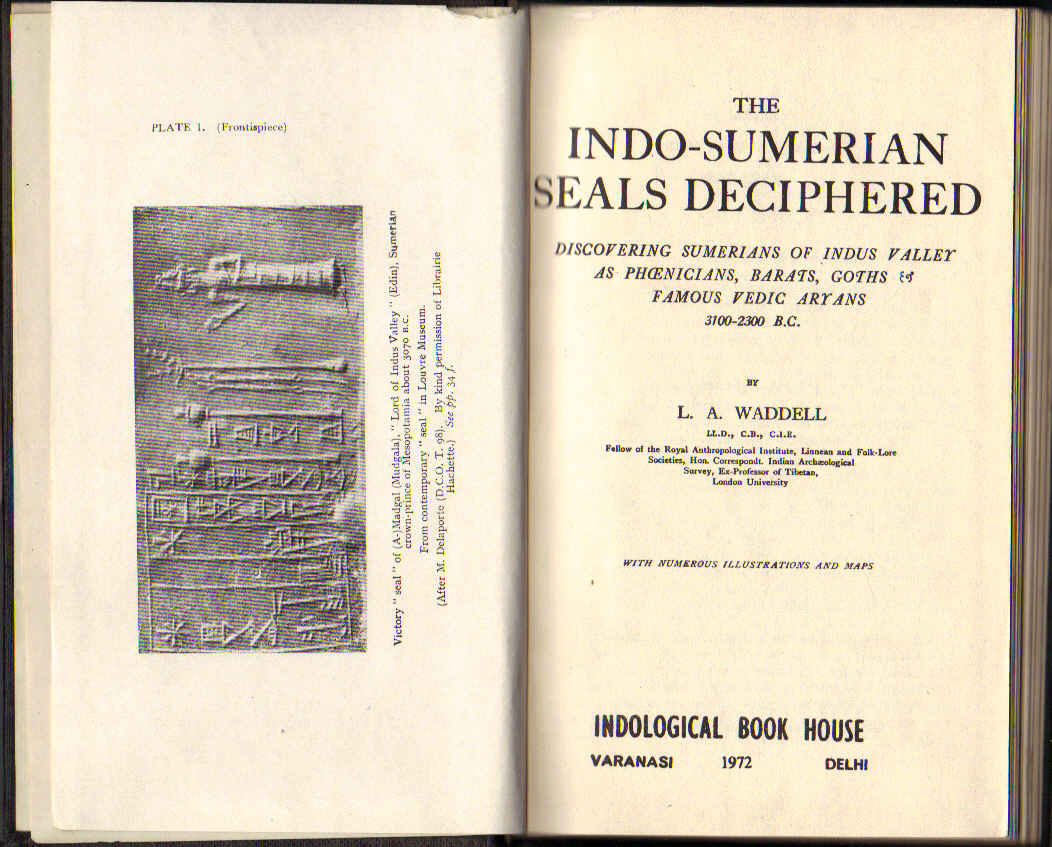 PLATE 1. (Frontispiece)
Victory " seal " of (A-)Madgal (Mudgala), " Lord of Indus Valley " (Edin), Sumerian
crown-prince of Mesopotamia about 3070 B.C.
From contemporary " seal " in Louvre Museum.
(After M. Delaporte (D.C.O. T. 98). By kind permission of Librairie
Hachette.) See pp. 34 f.
THE
INDO-SUMERIAN
SEALS DECIPHERED
DISCOVERING SUMERIANS OF INDUS VALLEY
AS PHŒNICIANS, BARATS, GOTHS &
FAMOUS VEDIC ARYANS
3100-2300 B.C.
BY
L. A. WADDELL
LL.D., C.B., C.I.E.
Fellow of the Royal Anthropological Institute, Linnean and Folk-Lore
Societies, Hon. Correspondt. Indian Archæological
Survey, Ex-Professor of Tibetan,
London University
WITH NUMEROUS ILLUSTRATIONS AND MAPS
INDOLOGICAL BOOK HOUSE
VARANASI 1972 DELHI